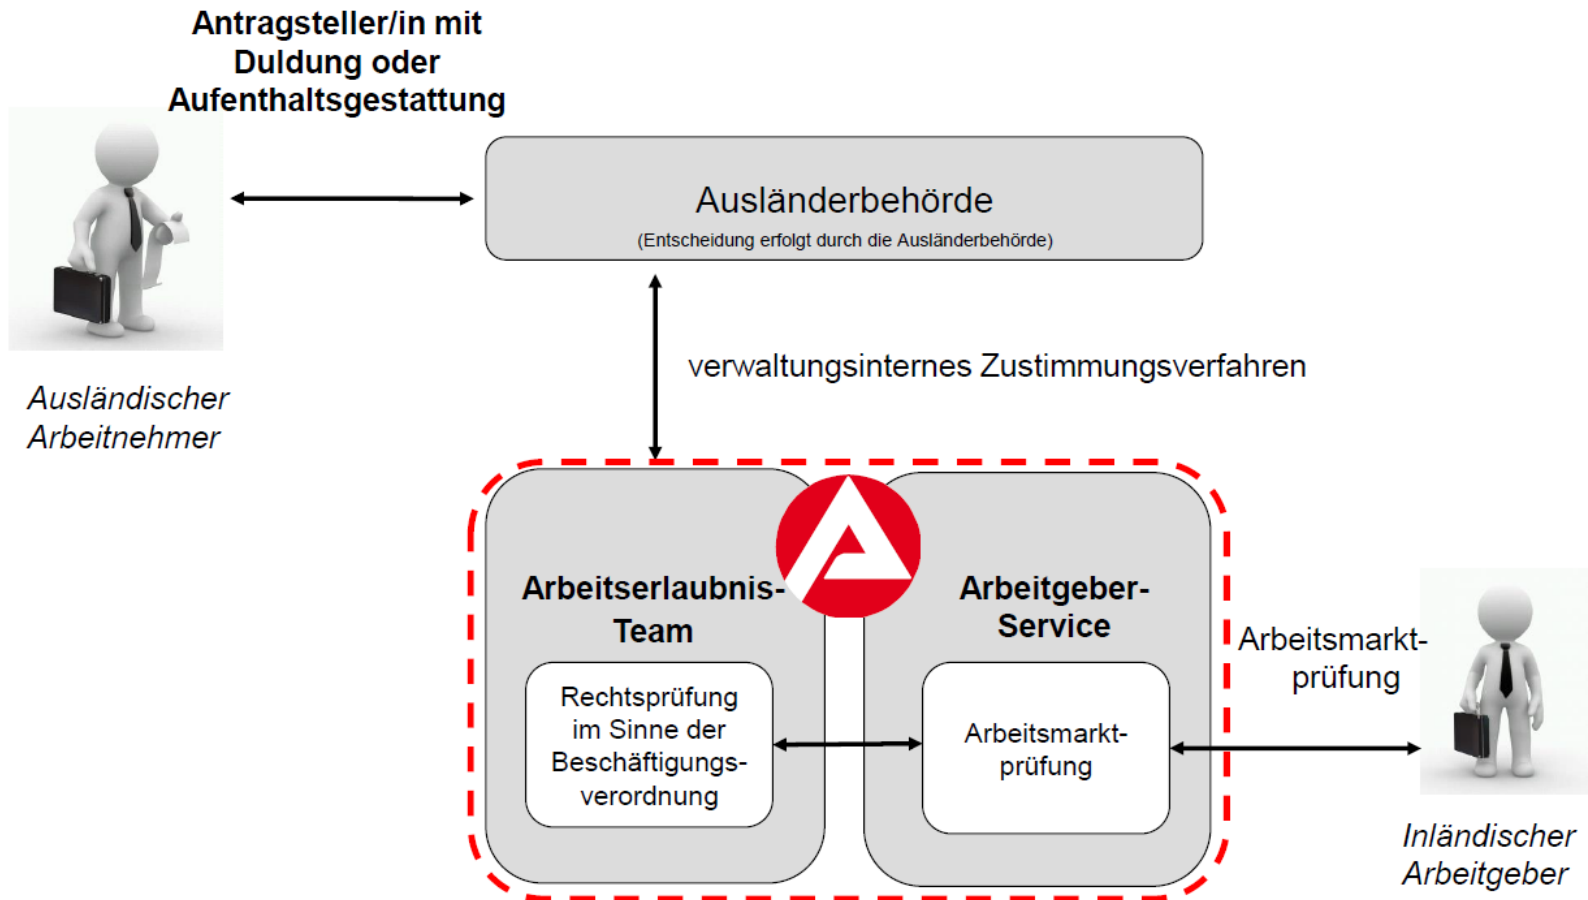 Antragsteller/in mit
Duldung oder
Aufenthaltsgestattung
Ausländerbehörde
(Entscheidung erfolgt durch die Ausländerbehörde)
verwaltungsinternes Zustimmungsverfahren
Ausländischer
Arbeitnehmer
Arbeitserlaubnis-
Team
Rechtsprüfung
im Sinne der
Beschäftigungs-
verordnung
Arbeitgeber-
Service
Arbeitsmarkt-
prüfung
Arbeitsmarkt-
prüfung
Inländischer
Arbeitgeber